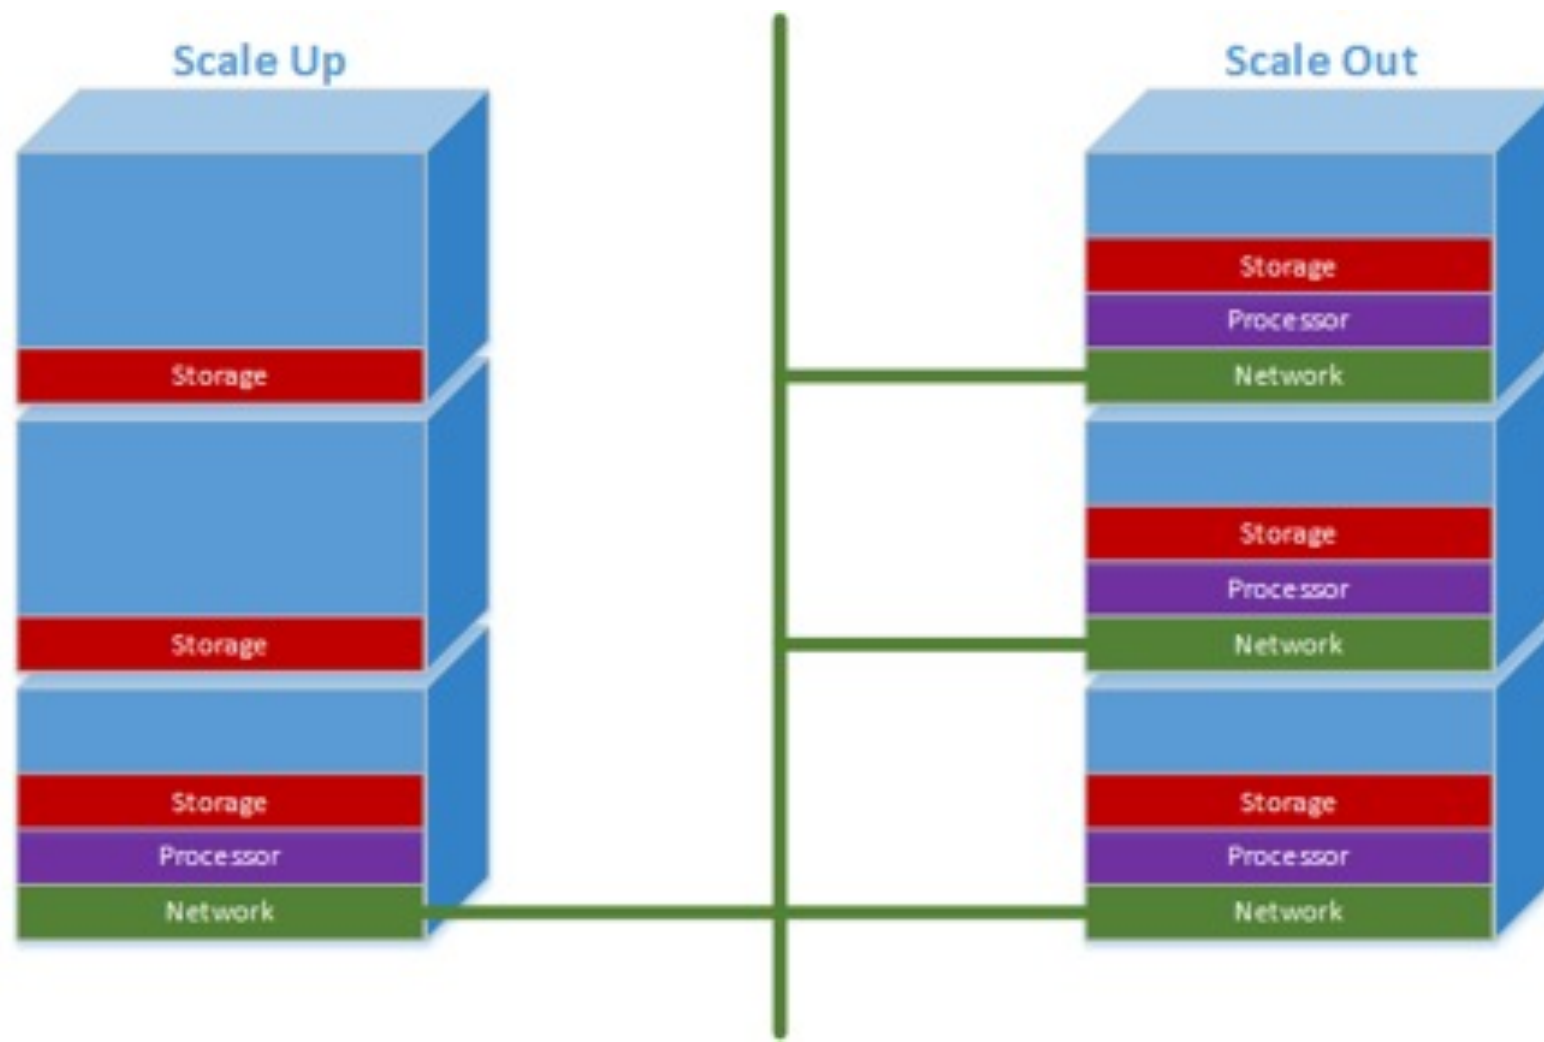 Scale Up
Storage
Storage
Storage
Processor
Network
Scale Out
Storage
Processor
Network
Storage
Processor
Network
Storage
Processor
Network